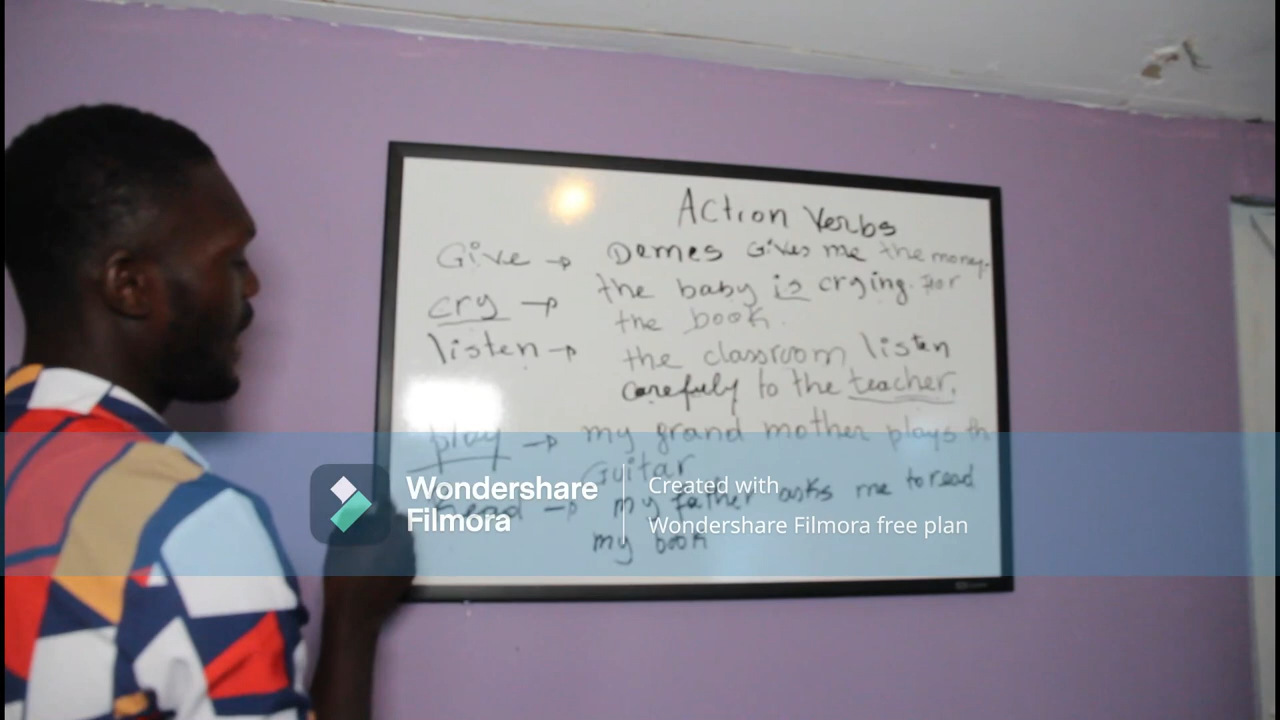 Action Verbs
Give → Demes Gives me the money.
cry → the baby is crying. For
the book.
listen → the classroom listen
carefuly to the teacher.
play → my grand mother plays th
Guitar
Read → my father asks me to read
my book
Wondershare
Filmora
Created with
Wondershare Filmora free plan